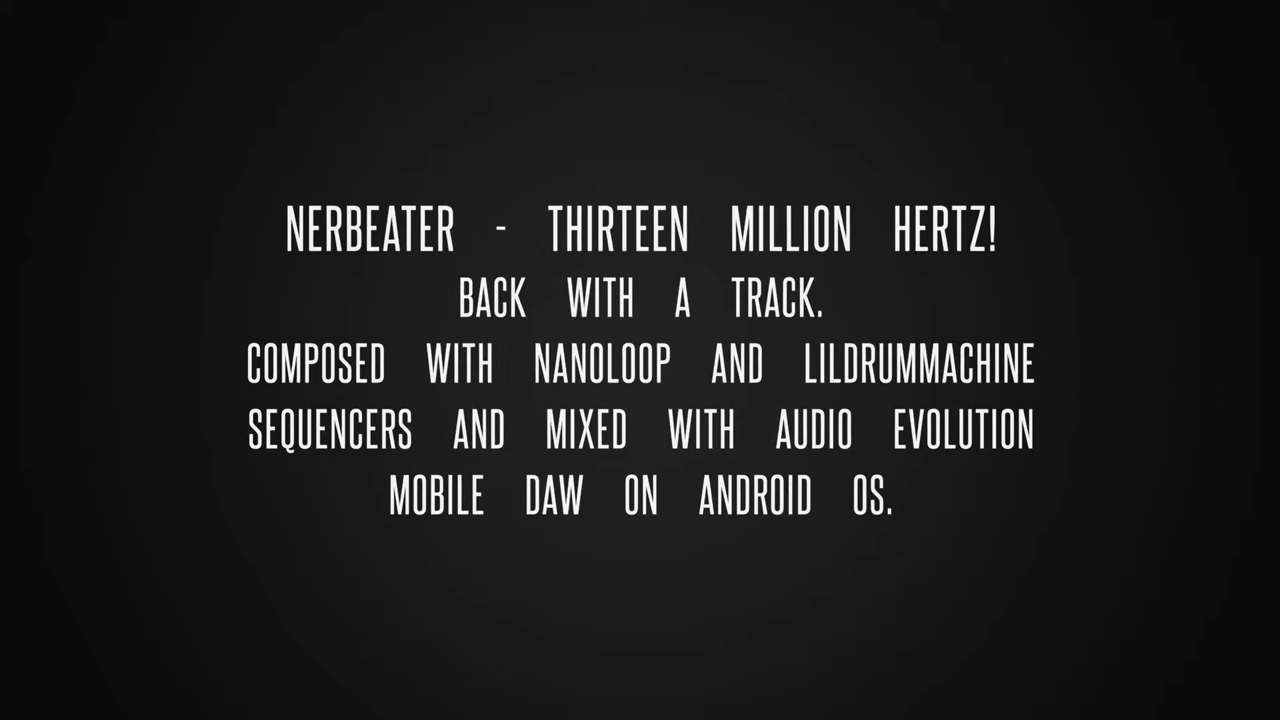 NERBEATER - THIRTEEN MILLION HERTZ!
BACK WITH A TRACK.
COMPOSED WITH NANOLOOP AND LILDRUMMACHINE
SEQUENCERS AND MIXED WITH AUDIO EVOLUTION
MOBILE DAW ON ANDROID OS.